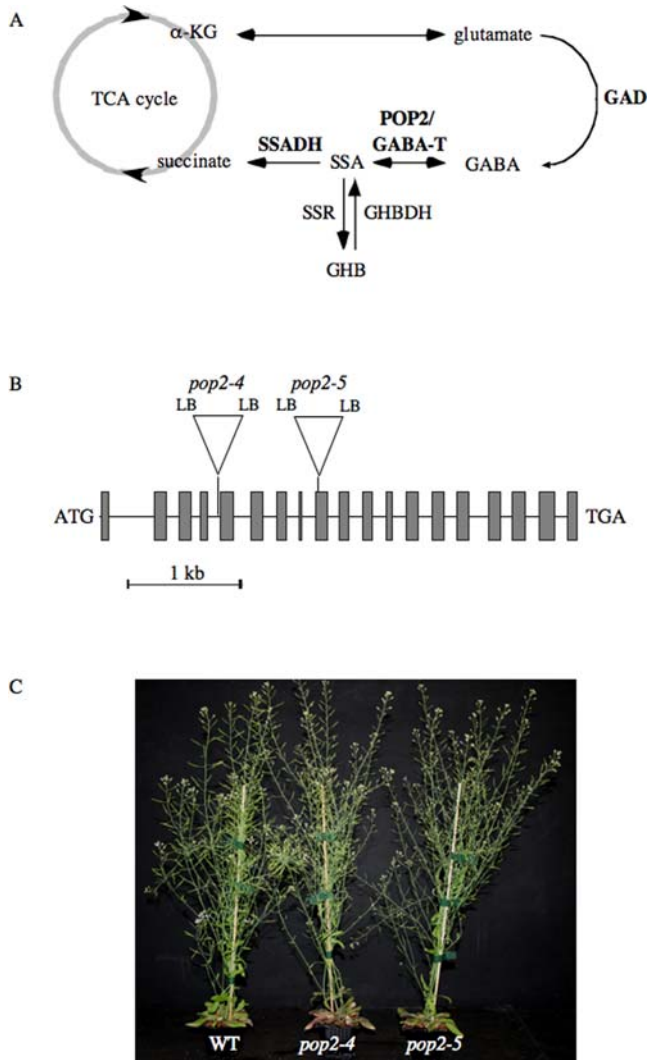 A
α-KG
glutamate
TCA cycle
GAD
POP2/
GABA-T
SSADH
succinate
SSA
GABA
SSR
GHBDH
GHB
B
pop2-4
pop2-5
LB
LB
LB
LB
ATG
TGA
1 kb
C
WT
pop2-4
pop2-5